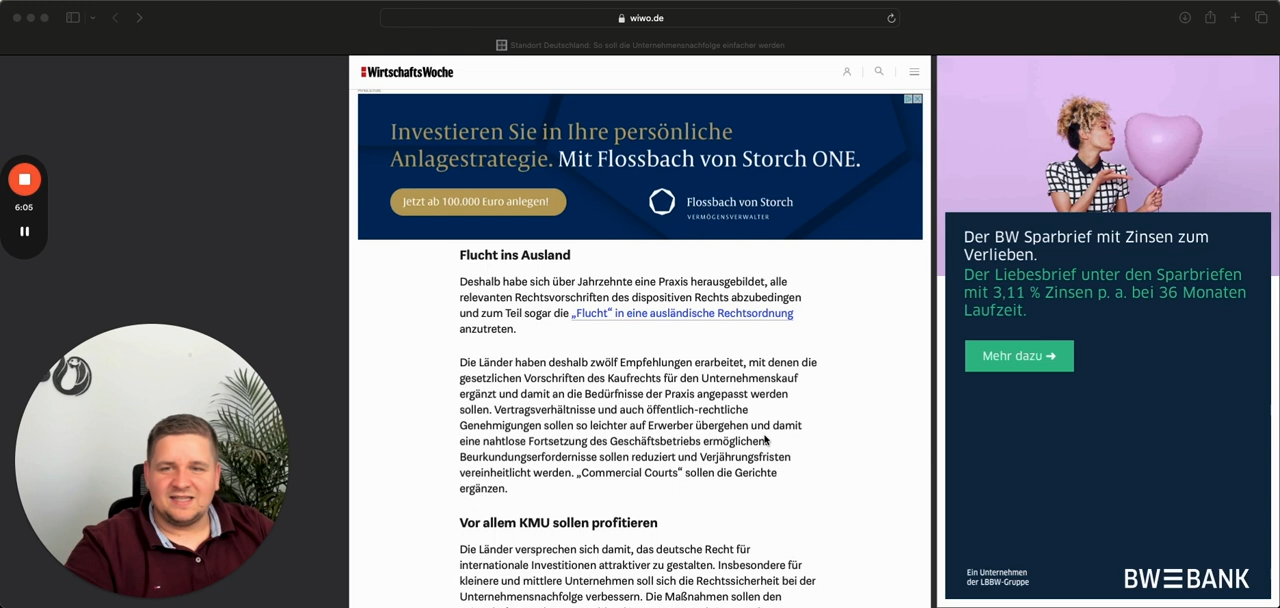 wiwo.de
Standort Deutschland: So soll die Unternehmensnachfolge einfacher werden
WirtschaftsWoche
Investieren Sie in Ihre persönliche
Anlagestrategie. Mit Flossbach von Storch ONE.
Jetzt ab 100.000 Euro anlegen!
Flossbach von Storch
VERMÖGENSVERWALTER
6:05
Flucht ins Ausland
Deshalb habe sich über Jahrzehnte eine Praxis herausgebildet, alle
relevanten Rechtsvorschriften des dispositiven Rechts abzubedingen
und zum Teil sogar die „Flucht“ in eine ausländische Rechtsordnung
anzutreten.
Die Länder haben deshalb zwölf Empfehlungen erarbeitet, mit denen die
gesetzlichen Vorschriften des Kaufrechts für den Unternehmenskauf
ergänzt und damit an die Bedürfnisse der Praxis angepasst werden
sollen. Vertragsverhältnisse und auch öffentlich-rechtliche
Genehmigungen sollen so leichter auf Erwerber übergehen und damit
eine nahtlose Fortsetzung des Geschäftsbetriebs ermöglichen.
Beurkundungserfordernisse sollen reduziert und Verjährungsfristen
vereinheitlicht werden. „Commercial Courts“ sollen die Gerichte
ergänzen.
Vor allem KMU sollen profitieren
Die Länder versprechen sich damit, das deutsche Recht für
internationale Investitionen attraktiver zu gestalten. Insbesondere für
kleinere und mittlere Unternehmen soll sich die Rechtssicherheit bei der
Unternehmensnachfolge verbessern. Die Maßnahmen sollen den
Der BW Sparbrief mit Zinsen zum
Verlieben.
Der Liebesbrief unter den Sparbriefen
mit 3,11 % Zinsen p. a. bei 36 Monaten
Laufzeit.
Mehr dazu ➔
Ein Unternehmen
der LBBW-Gruppe
BW BANK